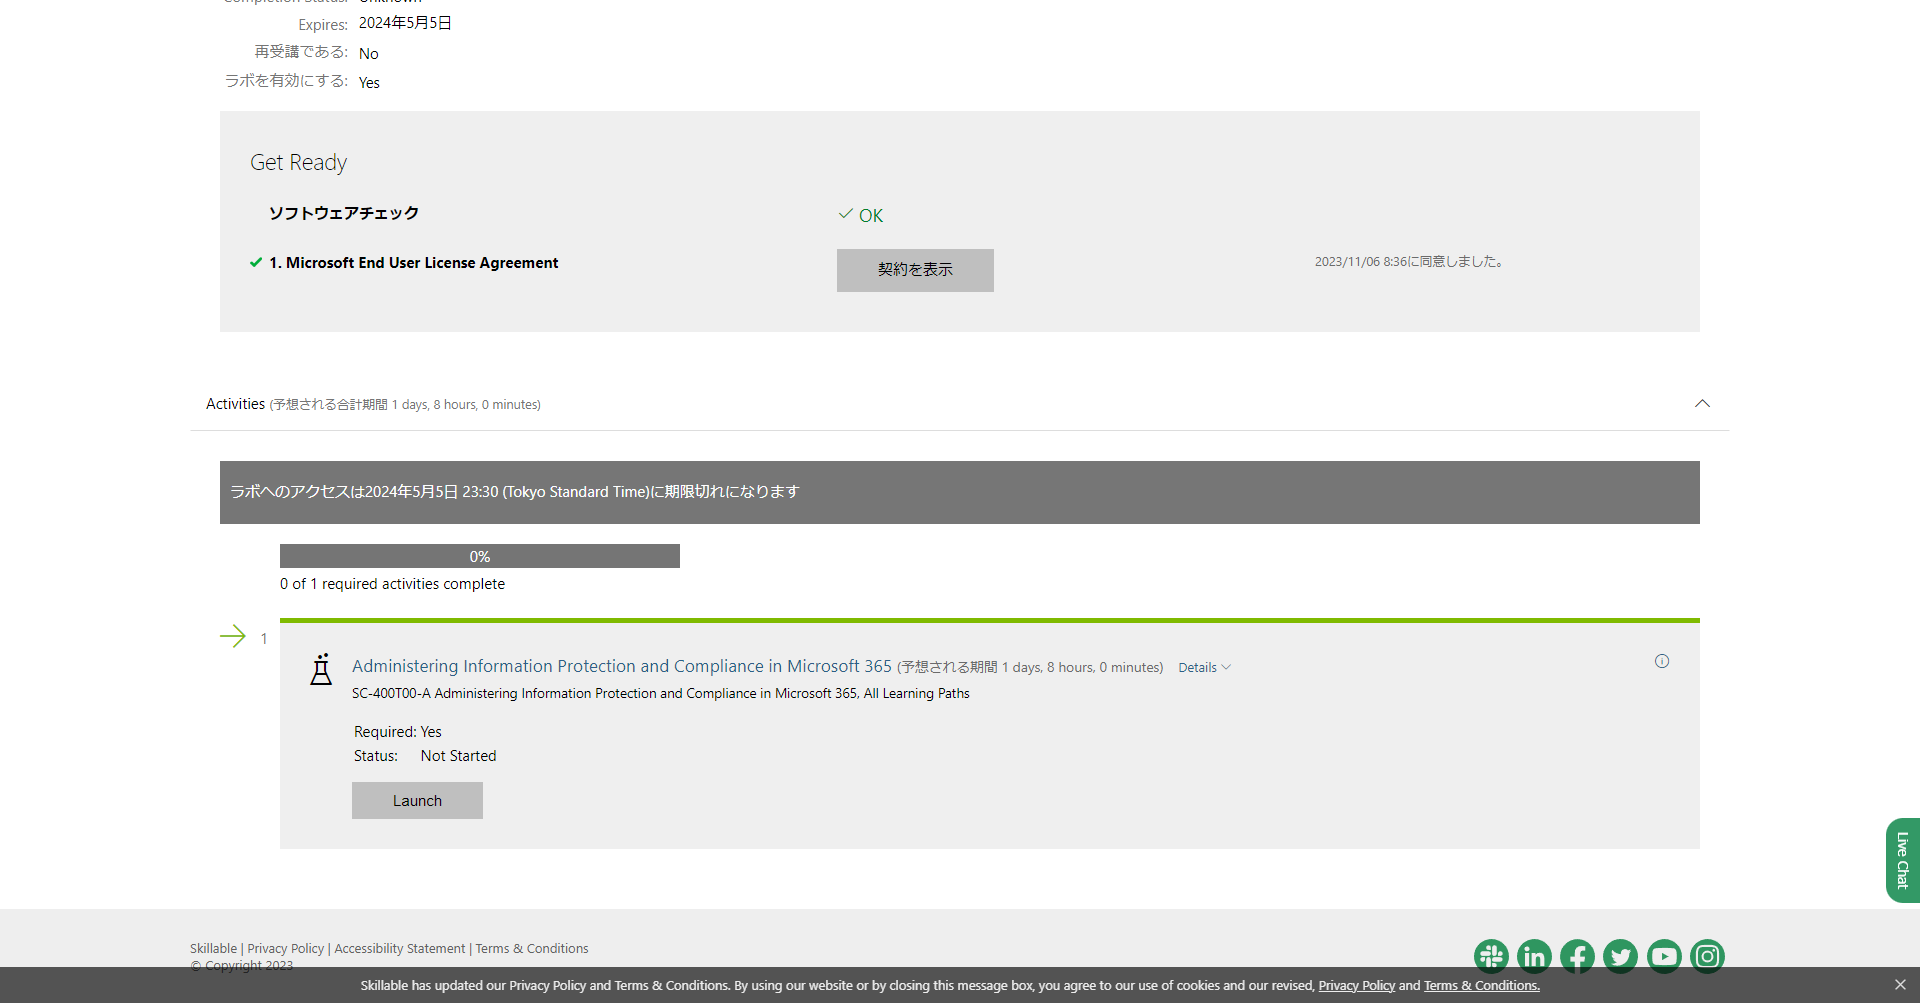 Completion Status: Unknown
Expires: 2024年5月5日
再受講である: No
ラボを有効にする: Yes
Get Ready
ソフトウェアチェック OK
1. Microsoft End User License Agreement 契約を表示 2023/11/06 8:36に同意しました。
Activities (予想される合計期間 1 days, 8 hours, 0 minutes)
ラボへのアクセスは2024年5月5日 23:30 (Tokyo Standard Time)に期限切れになります
0%
0 of 1 required activities complete
1
Administering Information Protection and Compliance in Microsoft 365 (予想される期間 1 days, 8 hours, 0 minutes) Details
SC-400T00-A Administering Information Protection and Compliance in Microsoft 365, All Learning Paths
Required: Yes
Status: Not Started
Launch
Live Chat
Skillable | Privacy Policy | Accessibility Statement | Terms & Conditions
© Copyright 2023
Skillable has updated our Privacy Policy and Terms & Conditions. By using our website or by closing this message box, you agree to our use of cookies and our revised, Privacy Policy and Terms & Conditions.